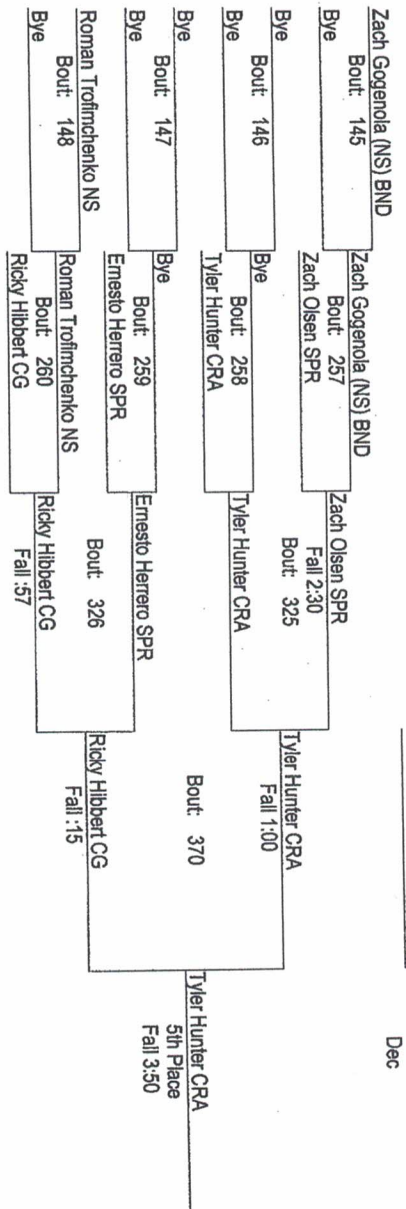 Zach Gogenola (NS) BND
Bout: 145
Bye
Bye
Bout: 146
Bye
Bye
Bout: 147
Bye
Roman Trofimchenko NS
Bout: 148
Bye
Zach Gogenola (NS) BND
Bout: 257
Zach Olsen SPR
Bye
Bout: 258
Tyler Hunter CRA
Bye
Bout: 259
Ernesto Herrero SPR
Roman Trofimchenko NS
Bout: 260
Ricky Hibbert CG
Zach Olsen SPR
Fall 2:30
Bout: 325
Tyler Hunter CRA
Ernesto Herrero SPR
Bout: 326
Ricky Hibbert CG
Fall :57
Tyler Hunter CRA
Fall 1:00
Bout: 370
Ricky Hibbert CG
Fall :15
Dec
Tyler Hunter CRA
5th Place
Fall 3:50